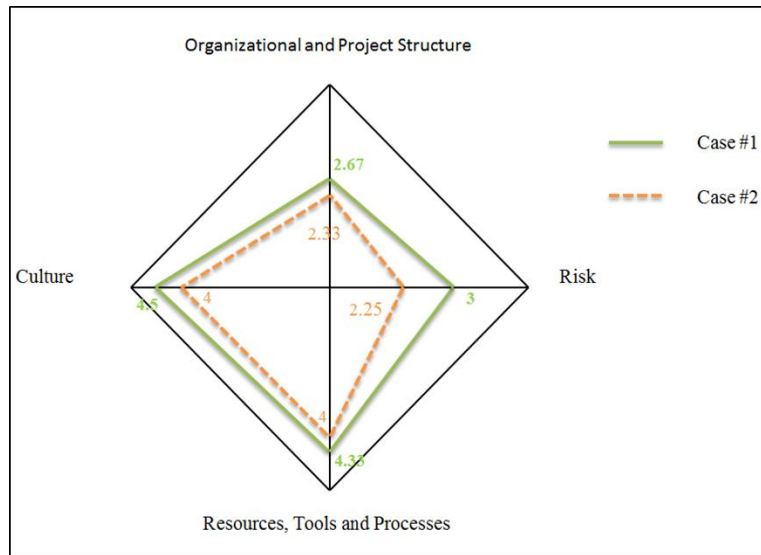 Organizational and Project Structure
Case #1
2.67
Case #2
2.33
Culture
Risk
4.5
4
2.25
3
4
4.33
Resources, Tools and Processes